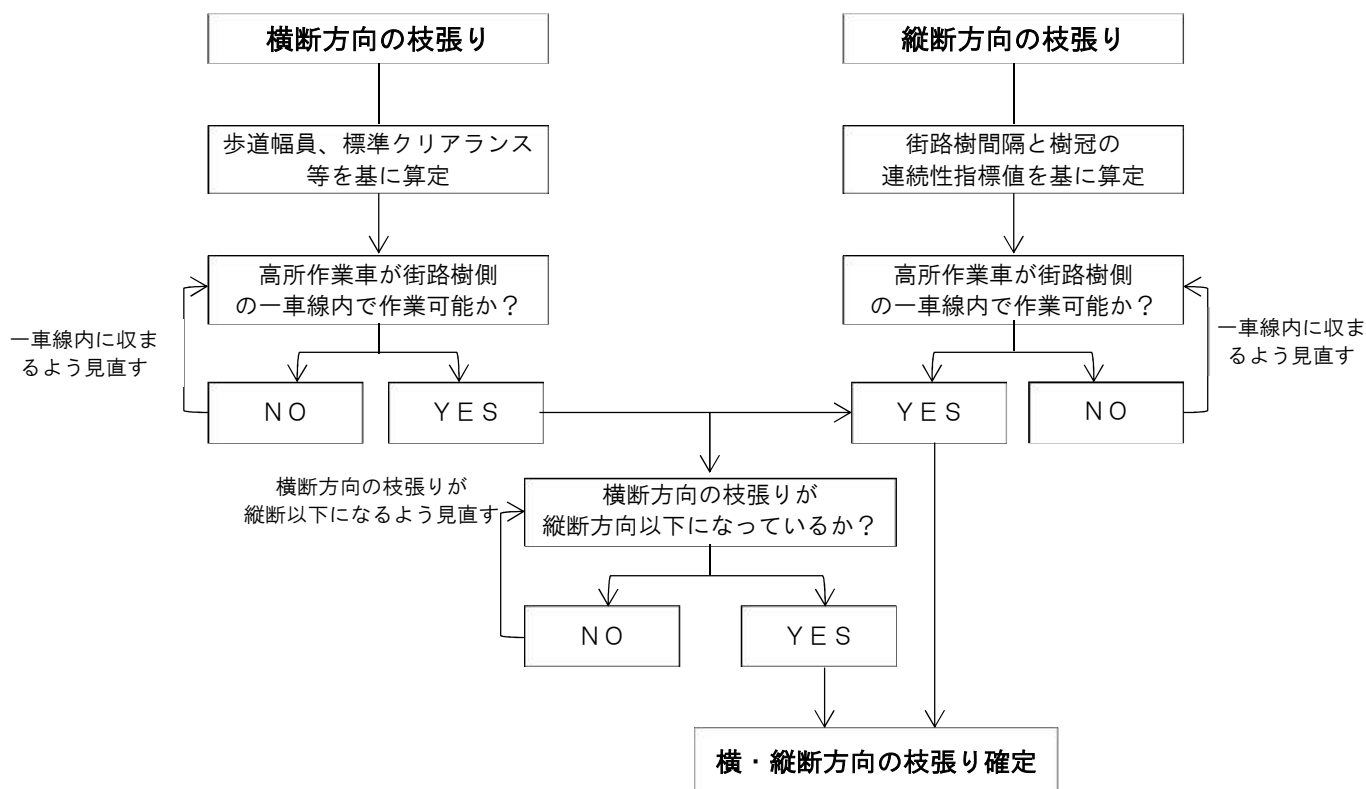 横断方向の枝張り
縦断方向の枝張り
歩道幅員、標準クリアランス
等を基に算定
街路樹間隔と樹冠の
連続性指標値を基に算定
高所作業車が街路樹側
の一車線内で作業可能か？
高所作業車が街路樹側
の一車線内で作業可能か？
一車線内に収ま
るよう見直す
一車線内に収ま
るよう見直す
ＮＯ
ＹＥＳ
ＹＥＳ
ＮＯ
横断方向の枝張りが
縦断以下になるよう見直す
横断方向の枝張りが
縦断方向以下になっているか？
ＮＯ
ＹＥＳ
横・縦断方向の枝張り確定